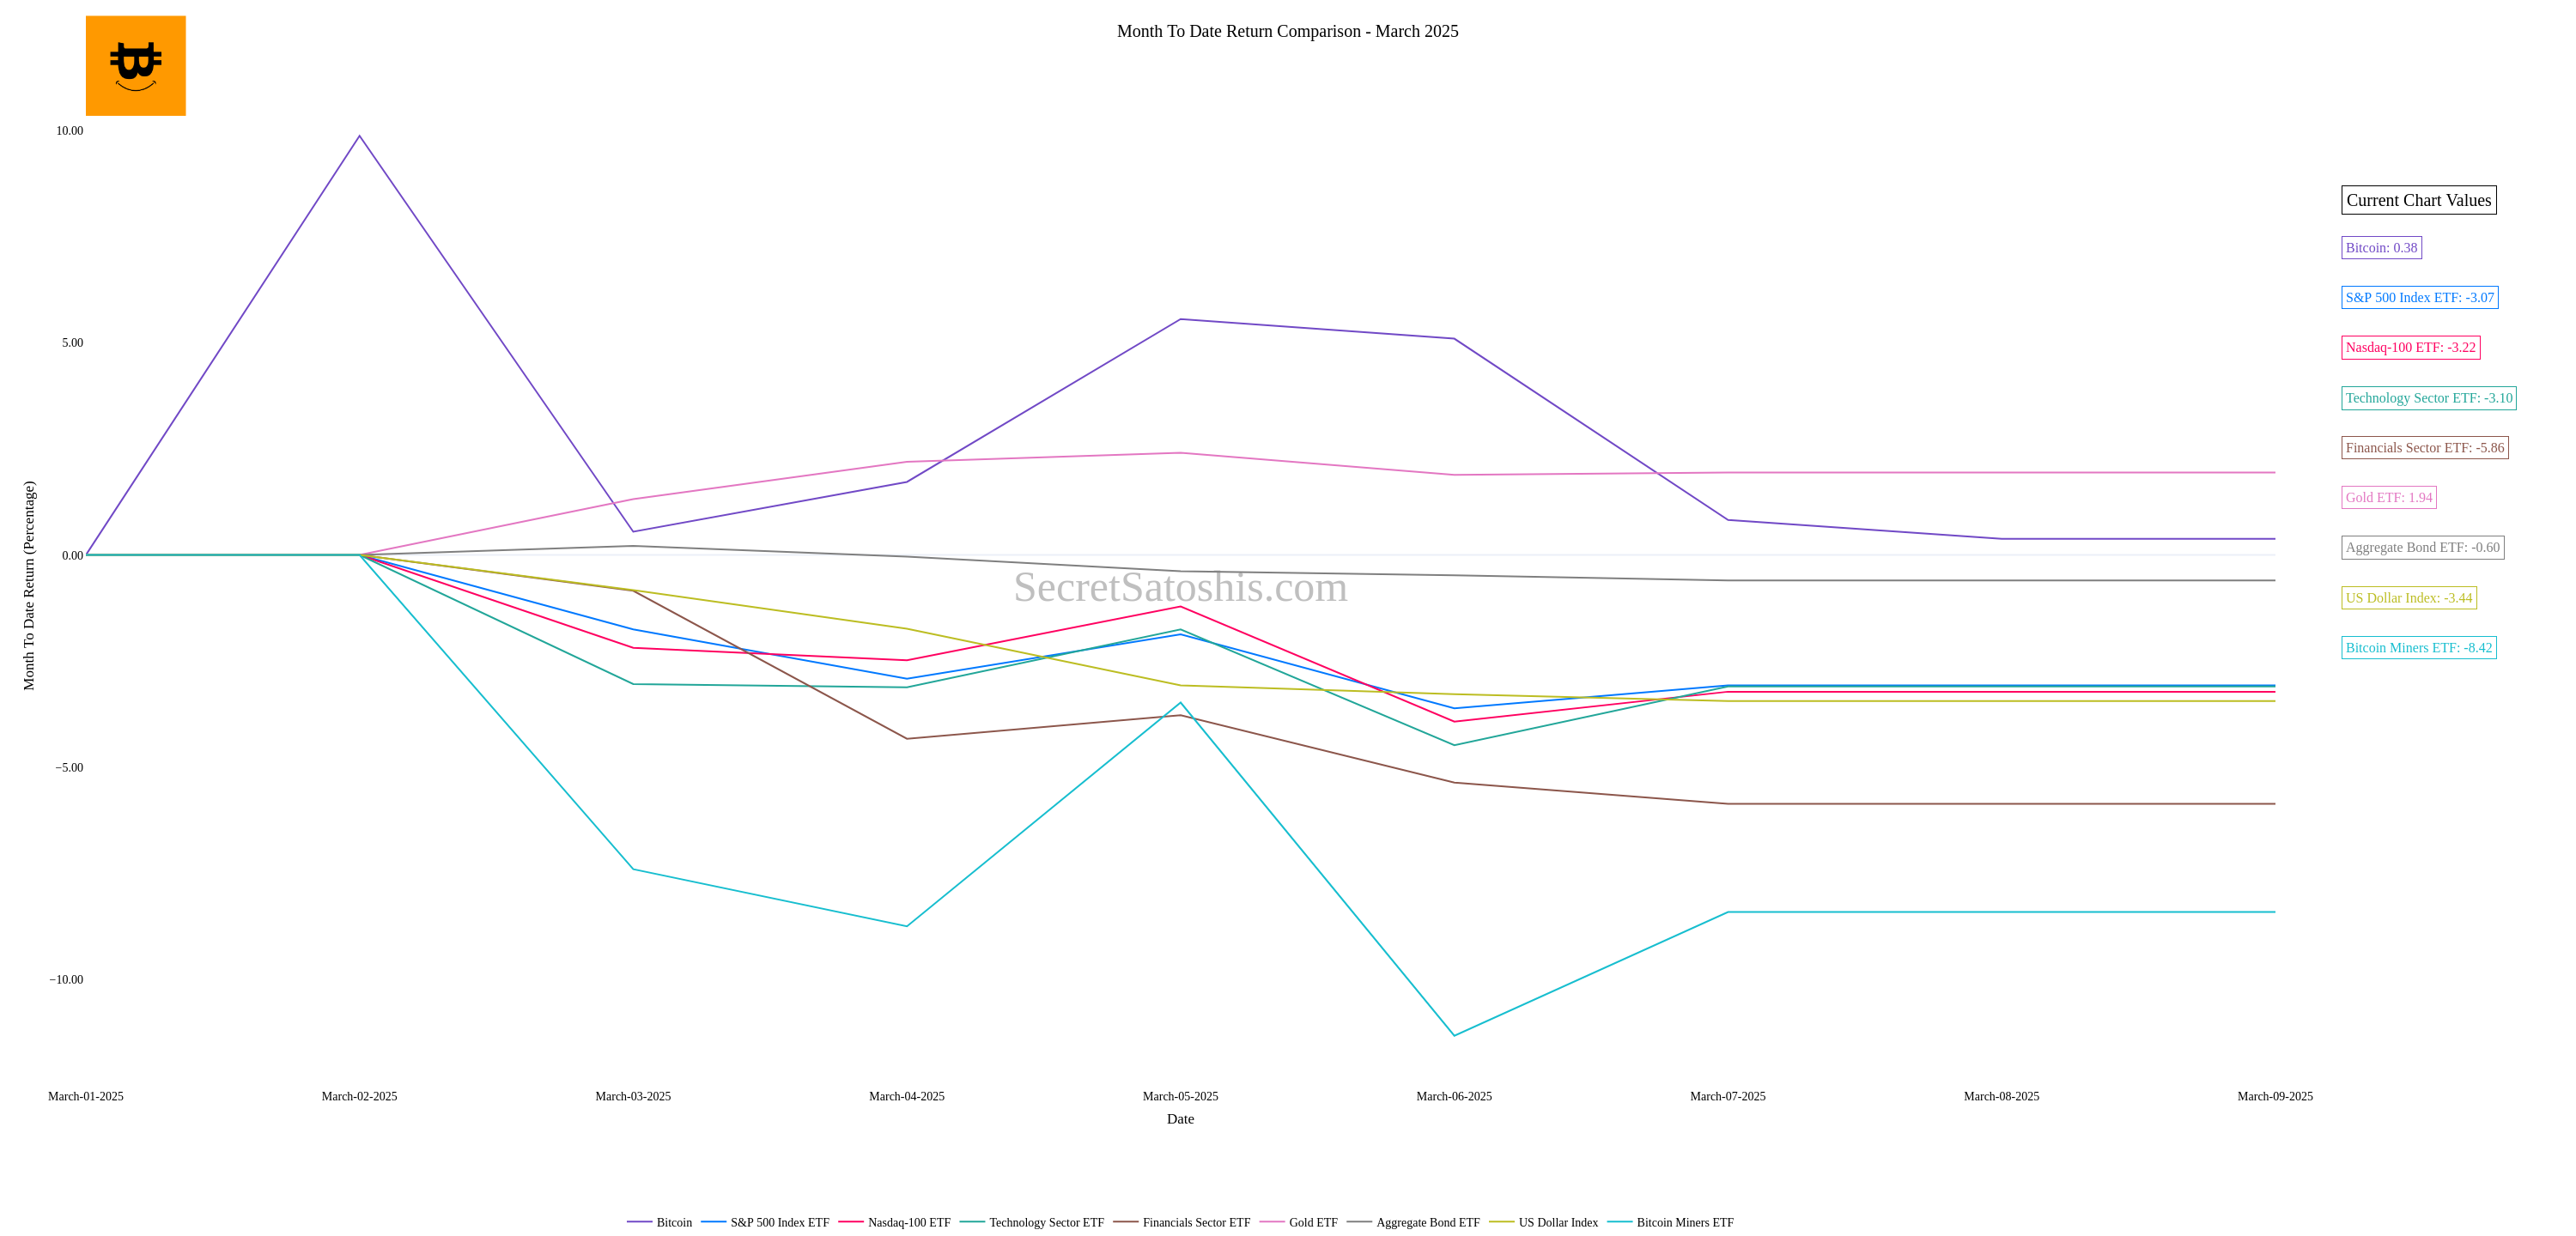 Month To Date Return Comparison - March 2025
10.00
5.00
0.00
−5.00
−10.00
Month To Date Return (Percentage)
SecretSatoshis.com
Current Chart Values
Bitcoin: 0.38
S&P 500 Index ETF: -3.07
Nasdaq-100 ETF: -3.22
Technology Sector ETF: -3.10
Financials Sector ETF: -5.86
Gold ETF: 1.94
Aggregate Bond ETF: -0.60
US Dollar Index: -3.44
Bitcoin Miners ETF: -8.42
March-01-2025 March-02-2025 March-03-2025 March-04-2025 March-05-2025 March-06-2025 March-07-2025 March-08-2025 March-09-2025
Date
Bitcoin S&P 500 Index ETF Nasdaq-100 ETF Technology Sector ETF Financials Sector ETF Gold ETF Aggregate Bond ETF US Dollar Index Bitcoin Miners ETF